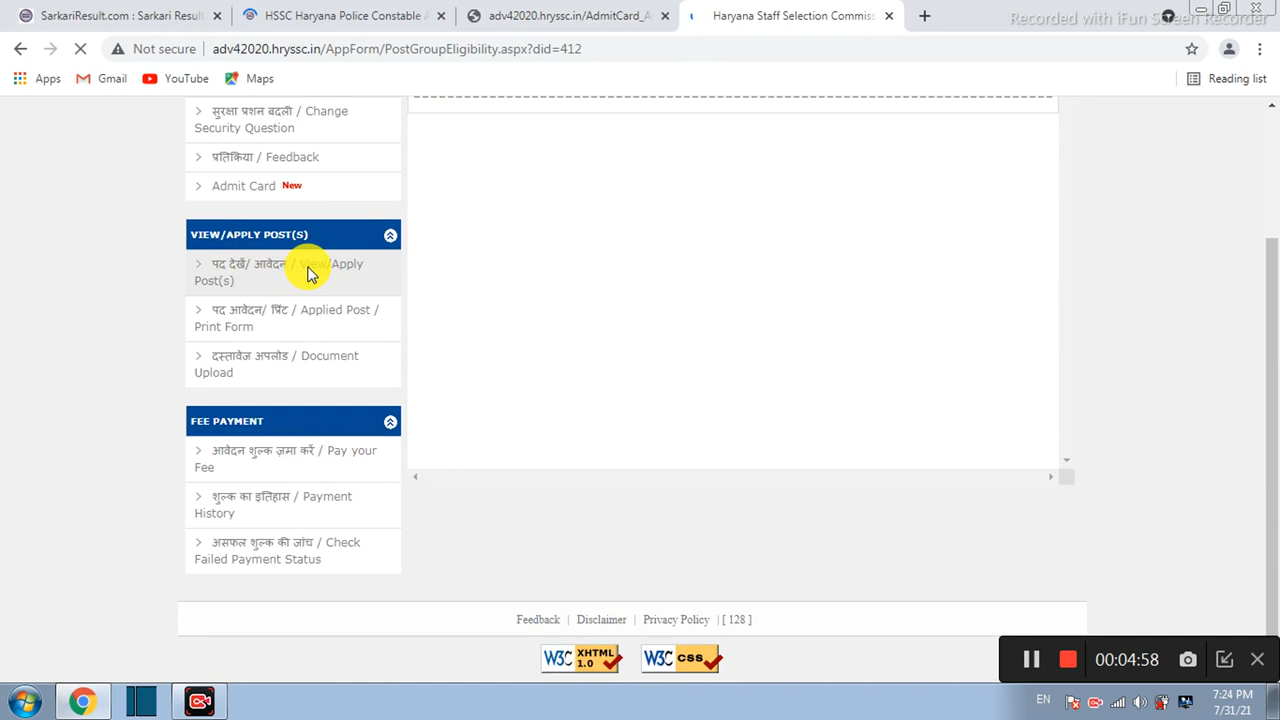 SarkariResult.com : Sarkari Result
HSSC Haryana Police Constable A
adv42020.hryssc.in/AdmitCard_A
Haryana Staff Selection Commiss
Recorded with iFun Screen Recorder
Not secure
adv42020.hryssc.in/AppForm/PostGroupEligibility.aspx?did=412
Apps
Gmail
YouTube
Maps
Reading list
सुरक्षा प्रशन बदली / Change
Security Question
प्रतिकिया / Feedback
Admit Card New
VIEW/APPLY POST(S)
पद देखें/ आवेदन / View/Apply
Post(s)
पद आवेदन/ प्रिंट / Applied Post /
Print Form
दस्तावेज अपलोड / Document
Upload
FEE PAYMENT
आवेदन शुल्क ज़मा करें / Pay your
Fee
शुल्क का इतिहास / Payment
History
असफल शुल्क की जांच / Check
Failed Payment Status
Feedback | Disclaimer | Privacy Policy | [ 128 ]
W3C XHTML 1.0
W3C css
00:04:58
EN
7:24 PM
7/31/21